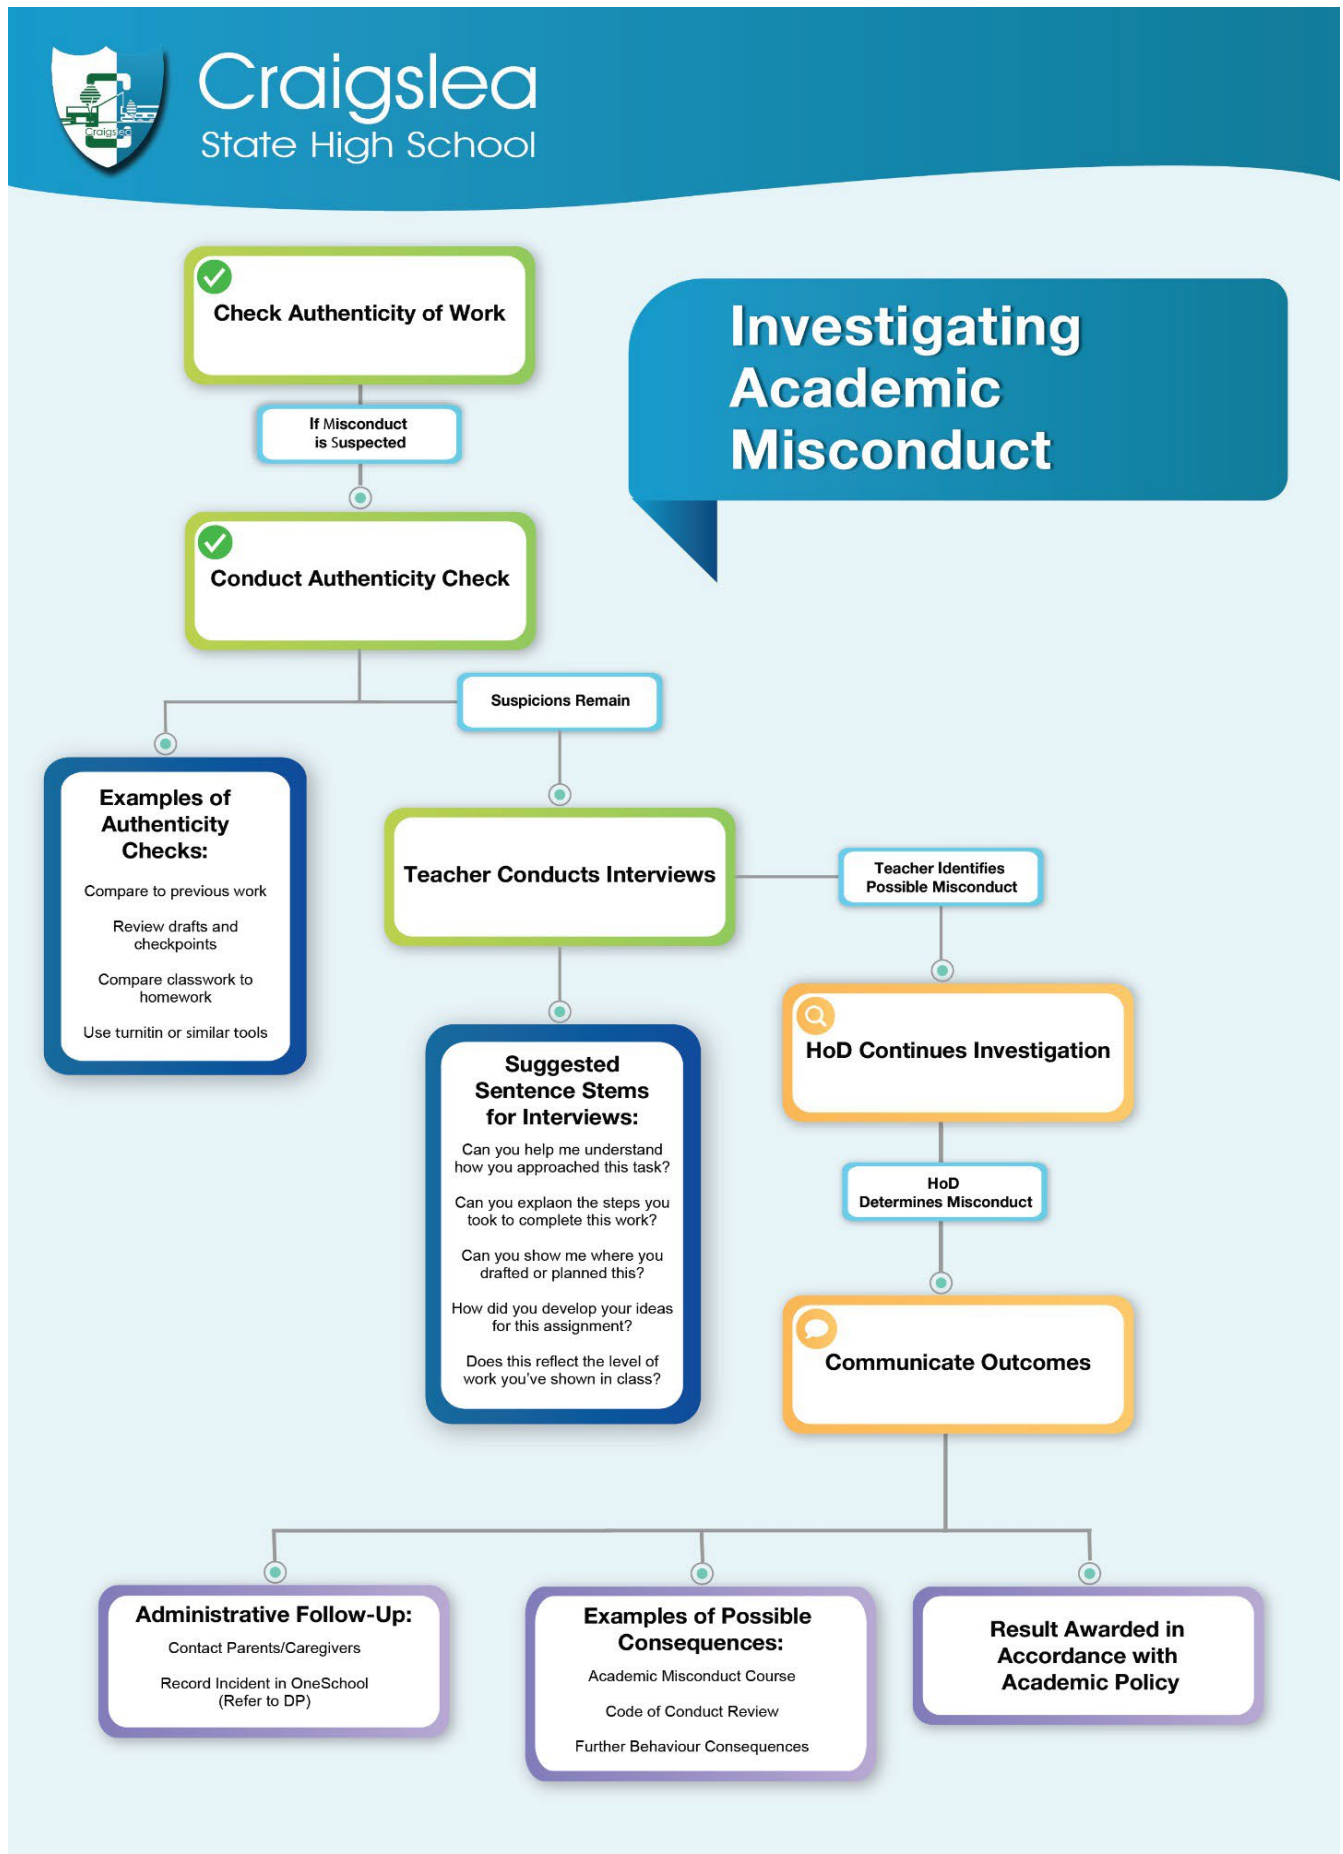 Craigslea
State High School
Craigslea
Investigating
Academic
Misconduct
Check Authenticity of Work
If Misconduct
is Suspected
Conduct Authenticity Check
Suspicions Remain
Examples of
Authenticity
Checks:
Compare to previous work
Review drafts and
checkpoints
Compare classwork to
homework
Use turnitin or similar tools
Teacher Conducts Interviews
Teacher Identifies
Possible Misconduct
Suggested
Sentence Stems
for Interviews:
Can you help me understand
how you approached this task?
Can you explaon the steps you
took to complete this work?
Can you show me where you
drafted or planned this?
How did you develop your ideas
for this assignment?
Does this reflect the level of
work you've shown in class?
HoD Continues Investigation
HoD
Determines Misconduct
Communicate Outcomes
Administrative Follow-Up:
Contact Parents/Caregivers
Record Incident in OneSchool
(Refer to DP)
Examples of Possible
Consequences:
Academic Misconduct Course
Code of Conduct Review
Further Behaviour Consequences
Result Awarded in
Accordance with
Academic Policy